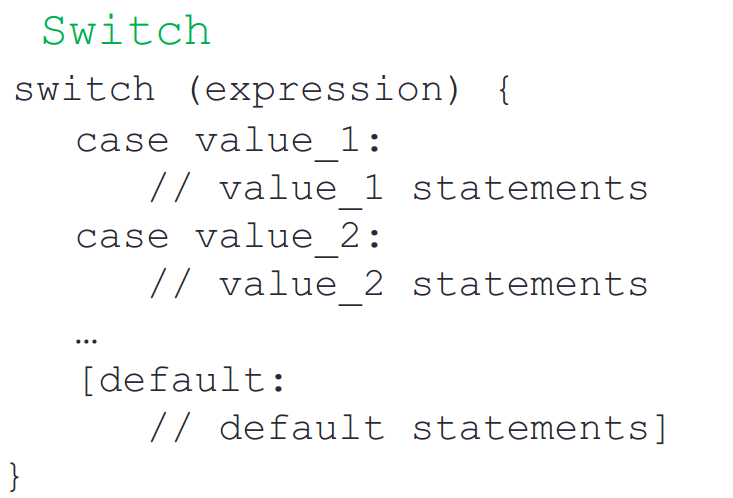 Switch
switch (expression) {
case value_1:
// value_1 statements
case value_2:
// value_2 statements
…
[default:
// default statements]
}